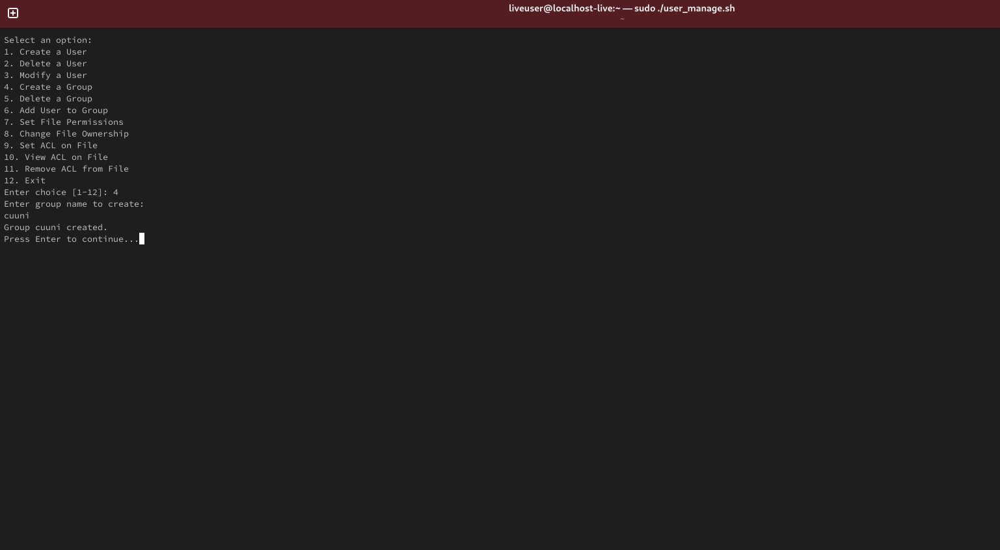 liveuser@localhost-live:~ — sudo ./user_manage.sh
~
Select an option:
1. Create a User
2. Delete a User
3. Modify a User
4. Create a Group
5. Delete a Group
6. Add User to Group
7. Set File Permissions
8. Change File Ownership
9. Set ACL on File
10. View ACL on File
11. Remove ACL from File
12. Exit
Enter choice [1-12]: 4
Enter group name to create:
cuuni
Group cuuni created.
Press Enter to continue...